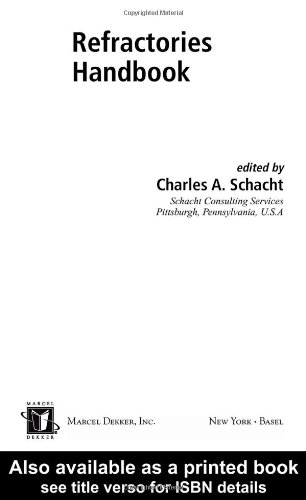 Refractories
Handbook
edited by
Charles A. Schacht
Schacht Consulting Services
Pittsburgh, Pennsylvania, U.S.A
MARCEL
DEKKER
MARCEL DEKKER, INC.
NEW YORK • BASEL
Also available as a printed book
see title verso for ISBN details